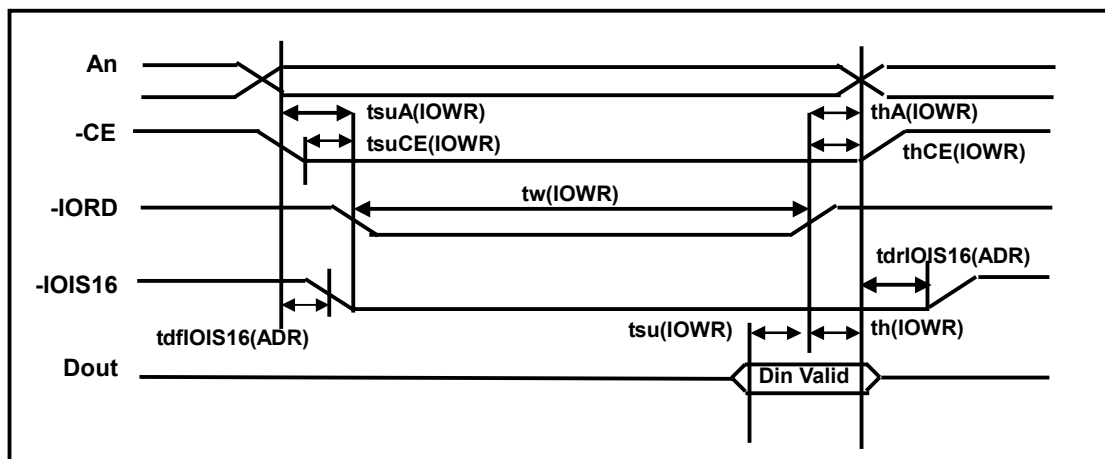 An
tsuA(IOWR)
thA(IOWR)
-CE
tsuCE(IOWR)
thCE(IOWR)
-IORD
tw(IOWR)
-IOIS16
tdrIOIS16(ADR)
tdfIOIS16(ADR)
tsu(IOWR)
th(IOWR)
Dout
Din Valid